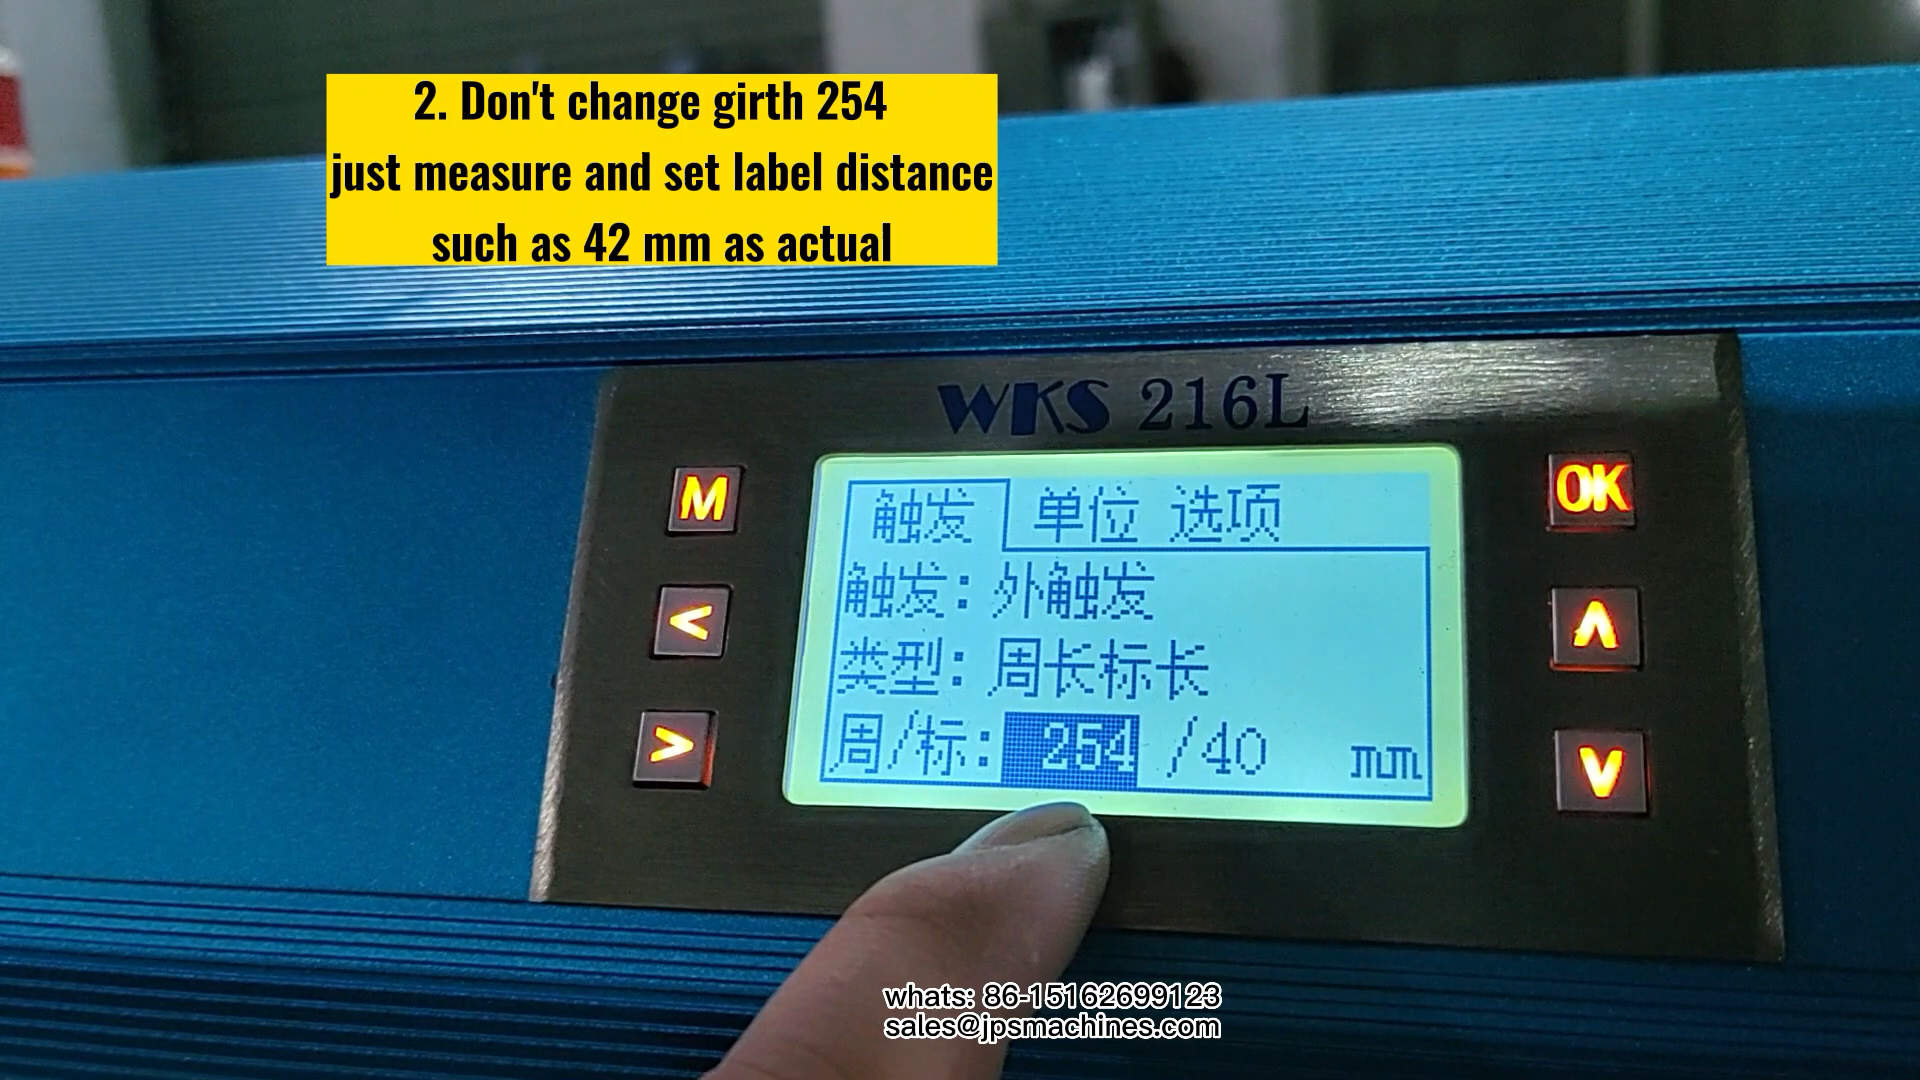 2. Don't change girth 254
just measure and set label distance
such as 42 mm as actual
WKS 216L
M
OK
触发 单位 选项
触发: 外触发
<
∧
类型: 周长标长
周/标: 254 /40 mm
>
∨
whats: 86-15162699123
sales@jpsmachines.com